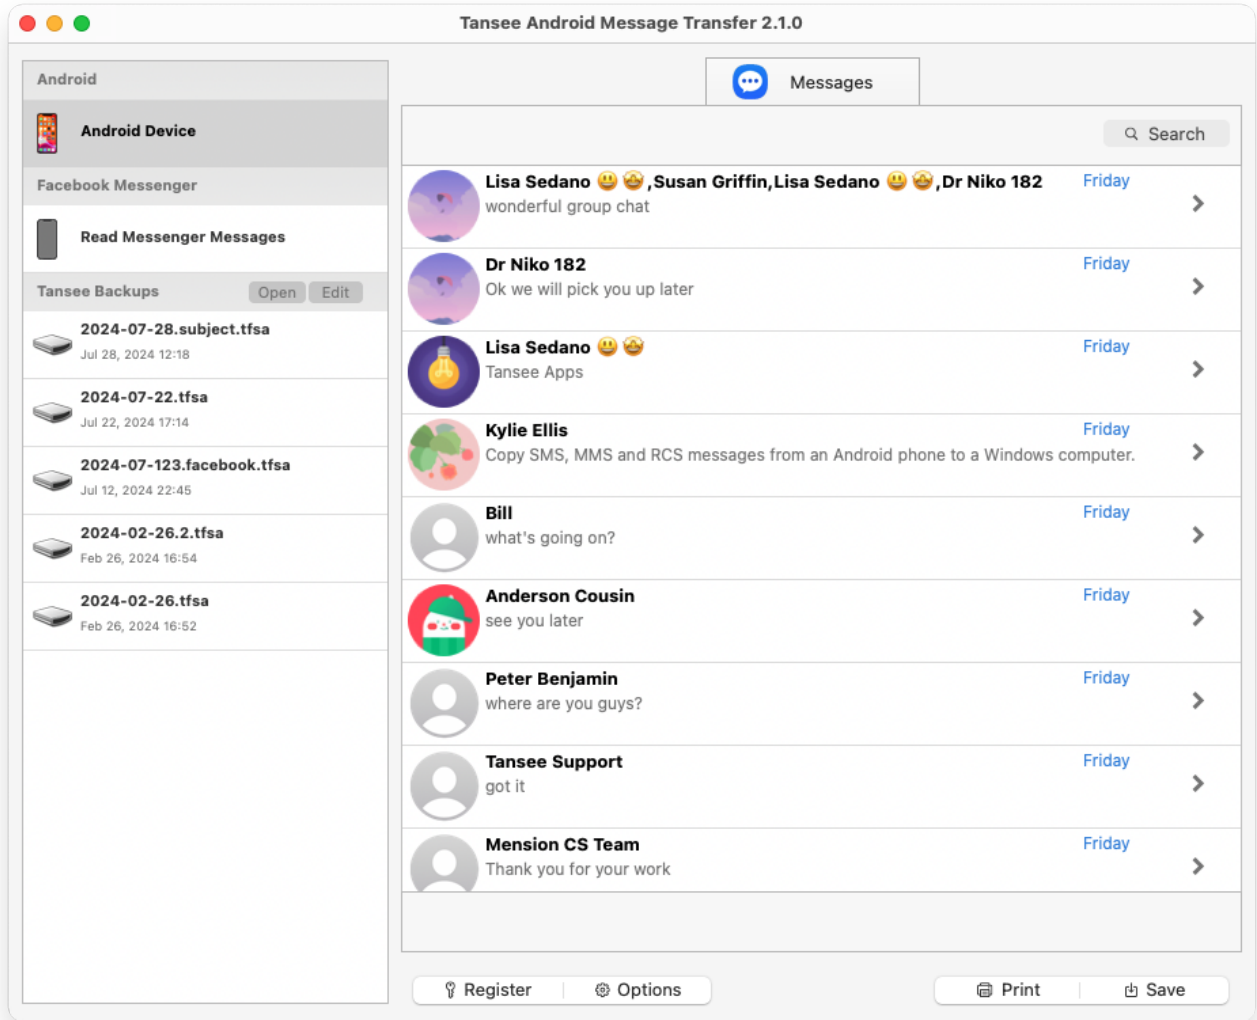 Tansee Android Message Transfer 2.1.0
Android
Android Device
Facebook Messenger
Read Messenger Messages
Tansee Backups Open Edit
2024-07-28.subject.tfsa
Jul 28, 2024 12:18
2024-07-22.tfsa
Jul 22, 2024 17:14
2024-07-123.facebook.tfsa
Jul 12, 2024 22:45
2024-02-26.2.tfsa
Feb 26, 2024 16:54
2024-02-26.tfsa
Feb 26, 2024 16:52
Messages
Search
Lisa Sedano 😃 🤩,Susan Griffin,Lisa Sedano 😃 🤩,Dr Niko 182 Friday
wonderful group chat
Dr Niko 182 Friday
Ok we will pick you up later
Lisa Sedano 😃 🤩 Friday
Tansee Apps
Kylie Ellis Friday
Copy SMS, MMS and RCS messages from an Android phone to a Windows computer.
Bill Friday
what's going on?
Anderson Cousin Friday
see you later
Peter Benjamin Friday
where are you guys?
Tansee Support Friday
got it
Mension CS Team Friday
Thank you for your work
Register Options Print Save